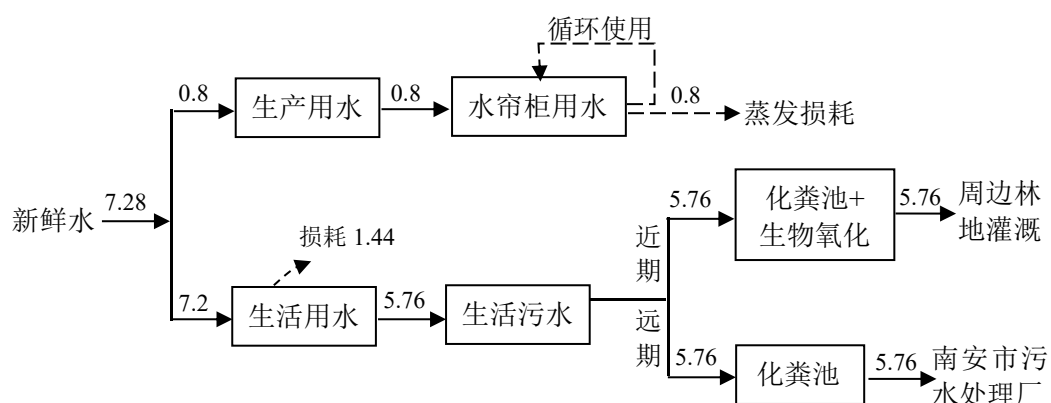 循环使用
0.8
生产用水
0.8
水帘柜用水
0.8
蒸发损耗
新鲜水
7.28
损耗 1.44
7.2
生活用水
5.76
生活污水
近期
5.76
化粪池+
生物氧化
5.76
周边林
地灌溉
远期
5.76
化粪池
5.76
南安市污
水处理厂